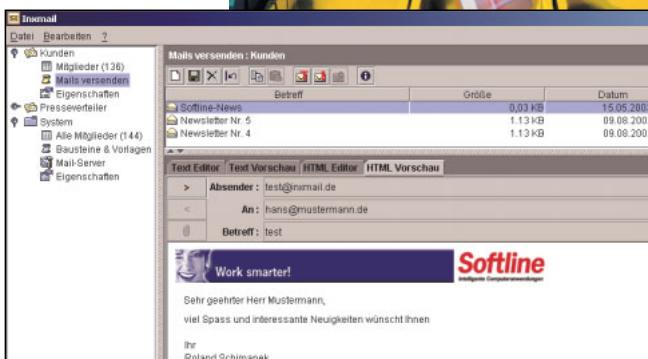 Inxmail
Datei Bearbeiten ?
Kunden
Mitglieder (136)
Mails versenden
Eigenschaften
Presseverteiler
System
Alle Mitglieder (144)
Bausteine & Vorlagen
Mail-Server
Eigenschaften
Mails versenden : Kunden
Betreff Größe Datum
Softline-News 0,03 KB 15.05.200
Newsletter Nr. 5 1.13 KB 09.08.200
Newsletter Nr. 4 1.13 KB 09.08.200
Text Editor Text Vorschau HTML Editor HTML Vorschau
> Absender : test@inxmail.de
< An : hans@mustermann.de
Betreff : test
Work smarter!
Softline
intelligente Computeranwendungen
Sehr geehrter Herr Mustermann,
viel Spass und interessante Neuigkeiten wünscht Ihnen
Ihr
Roland Schimanek